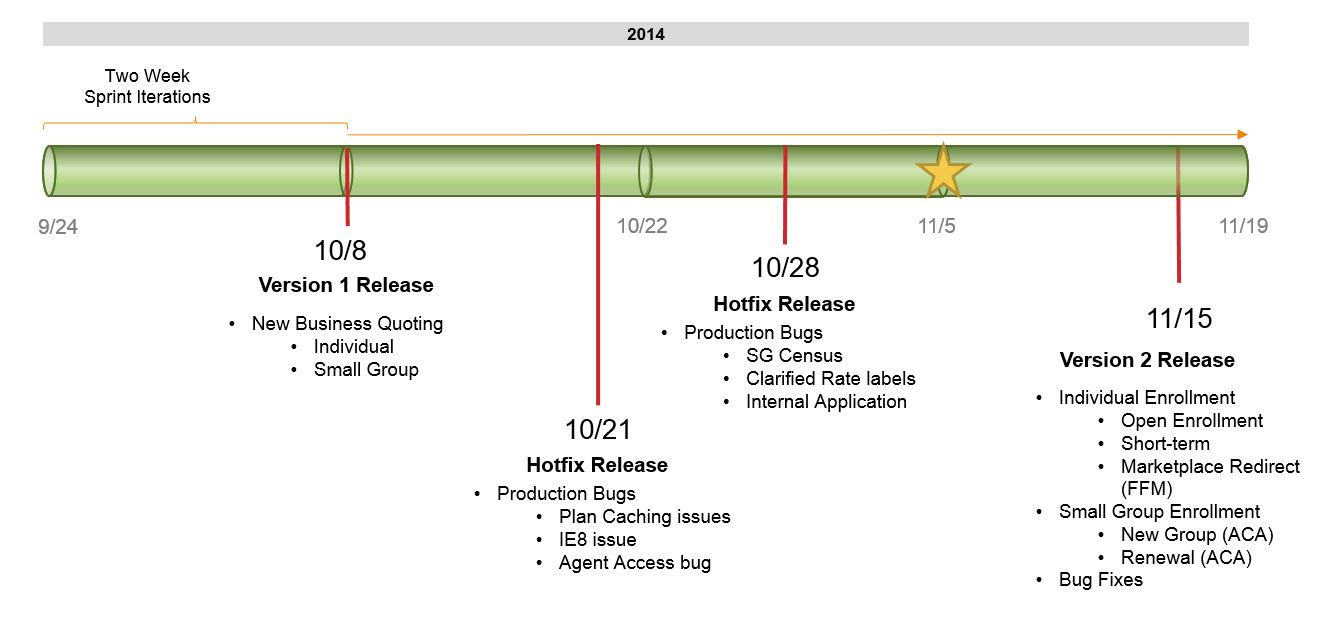 2014
Two Week
Sprint Iterations
9/24
10/22
11/5
11/19
10/8
Version 1 Release
• New Business Quoting
• Individual
• Small Group
10/21
Hotfix Release
• Production Bugs
• Plan Caching issues
• IE8 issue
• Agent Access bug
10/28
Hotfix Release
• Production Bugs
• SG Census
• Clarified Rate labels
• Internal Application
11/15
Version 2 Release
• Individual Enrollment
• Open Enrollment
• Short-term
• Marketplace Redirect
(FFM)
• Small Group Enrollment
• New Group (ACA)
• Renewal (ACA)
• Bug Fixes